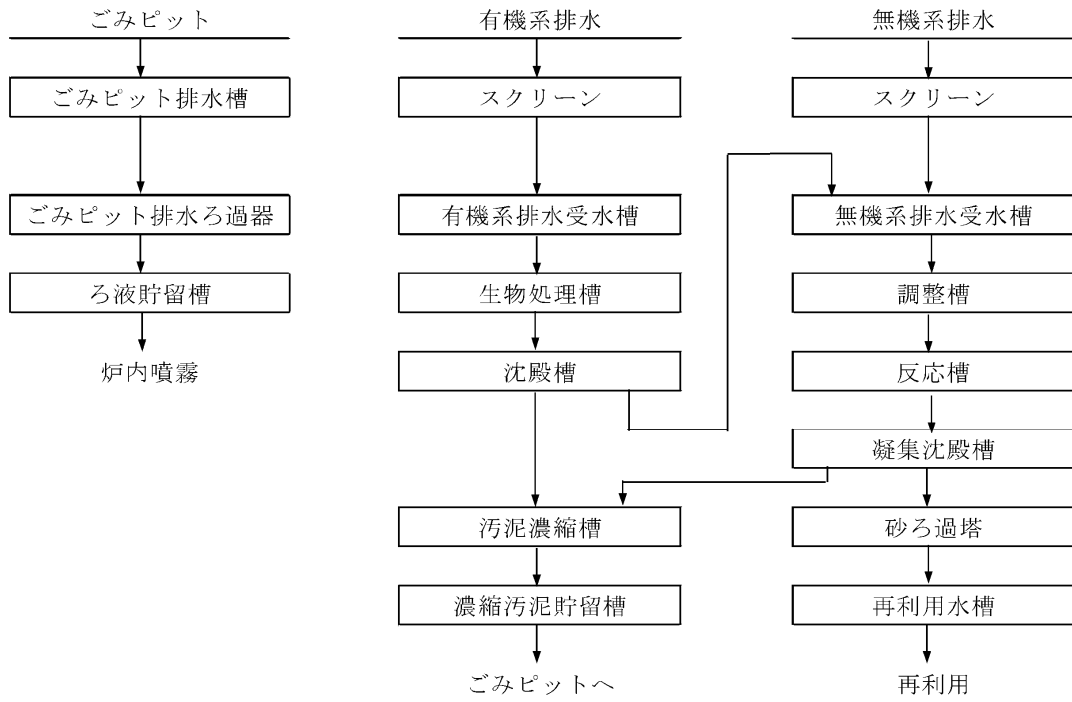 ごみピット
ごみピット排水槽
ごみピット排水ろ過器
ろ液貯留槽
炉内噴霧
有機系排水
スクリーン
有機系排水受水槽
生物処理槽
沈殿槽
汚泥濃縮槽
濃縮汚泥貯留槽
ごみピットへ
無機系排水
スクリーン
無機系排水受水槽
調整槽
反応槽
凝集沈殿槽
砂ろ過塔
再利用水槽
再利用